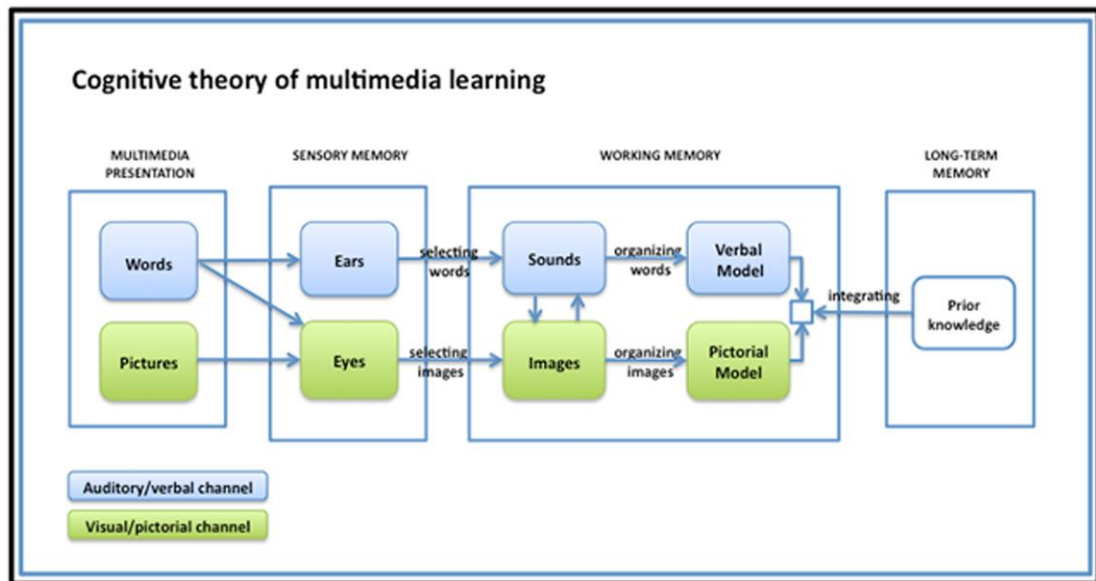 Cognitive theory of multimedia learning
MULTIMEDIA
PRESENTATION
SENSORY MEMORY
WORKING MEMORY
LONG-TERM
MEMORY
Words
Ears
selecting
words
Sounds
organizing
words
Verbal
Model
integrating
Prior
knowledge
Pictures
Eyes
selecting
images
Images
organizing
images
Pictorial
Model
Auditory/verbal channel
Visual/pictorial channel